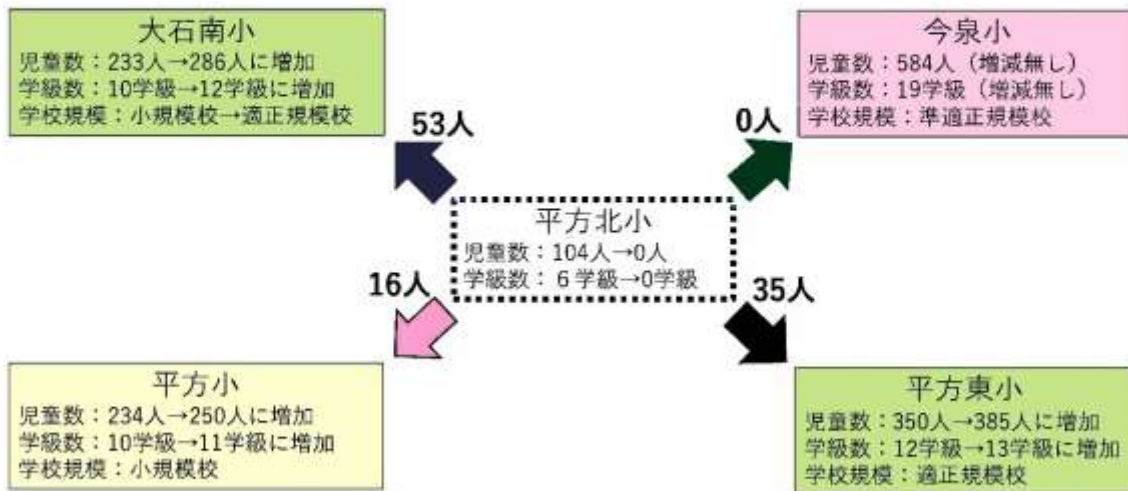 大石南小
児童数：233人→286人に増加
学級数：10学級→12学級に増加
学校規模：小規模校→適正規模校
今泉小
児童数：584人（増減無し）
学級数：19学級（増減無し）
学校規模：準適正規模校
53人
0人
平方北小
児童数：104人→0人
学級数：６学級→0学級
16人
35人
平方小
児童数：234人→250人に増加
学級数：10学級→11学級に増加
学校規模：小規模校
平方東小
児童数：350人→385人に増加
学級数：12学級→13学級に増加
学校規模：適正規模校